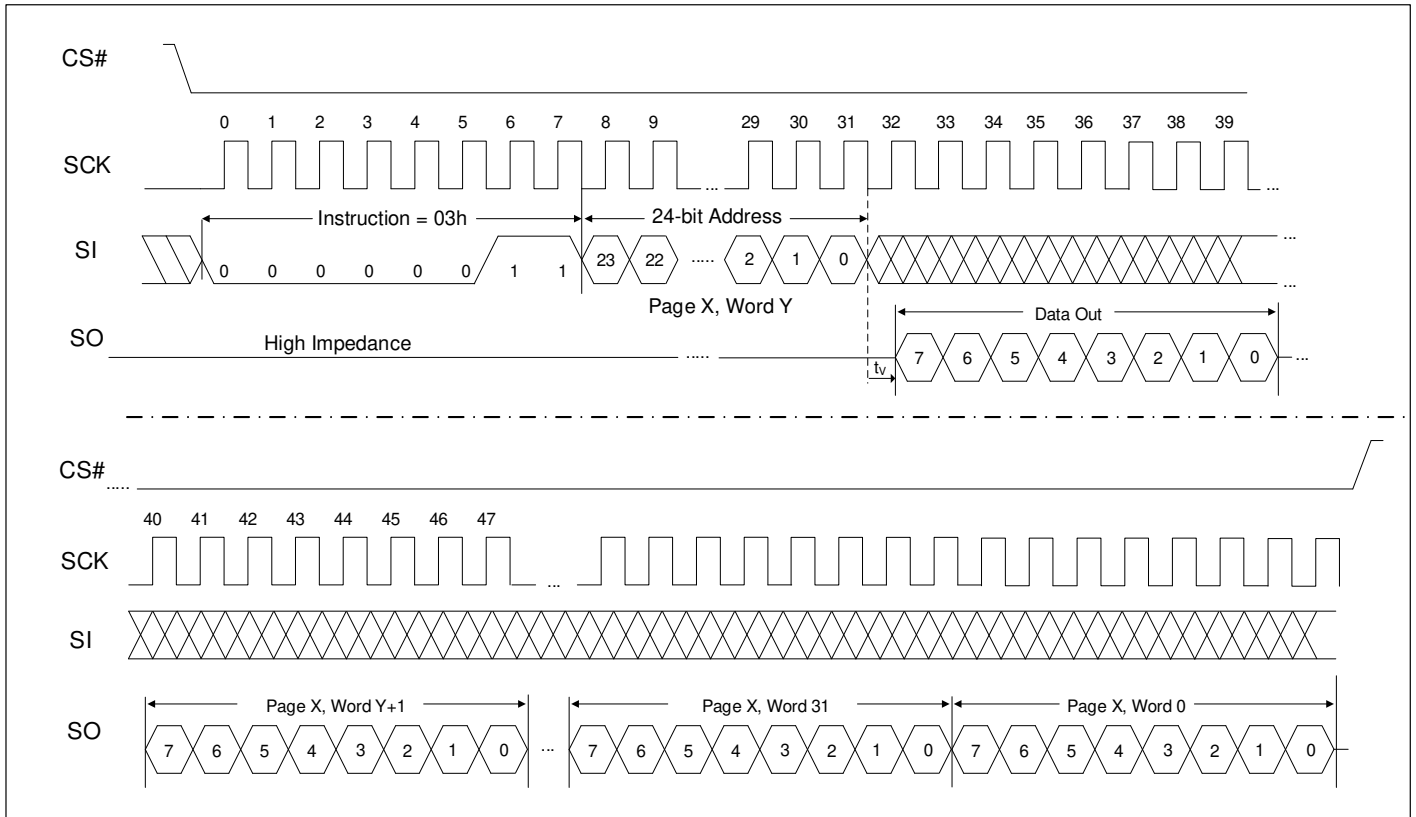 CS#
0 1 2 3 4 5 6 7 8 9 29 30 31 32 33 34 35 36 37 38 39
SCK ... ...
Instruction = 03h 24-bit Address
SI ...
0 0 0 0 0 0 1 1 23 22 ..... 2 1 0
...
Page X, Word Y
Data Out
SO High Impedance .....
7 6 5 4 3 2 1 0 ...
tV
CS#
.....
40 41 42 43 44 45 46 47
SCK
...
SI
Page X, Word Y+1 Page X, Word 31 Page X, Word 0
SO
7 6 5 4 3 2 1 0 ... 7 6 5 4 3 2 1 0 7 6 5 4 3 2 1 0